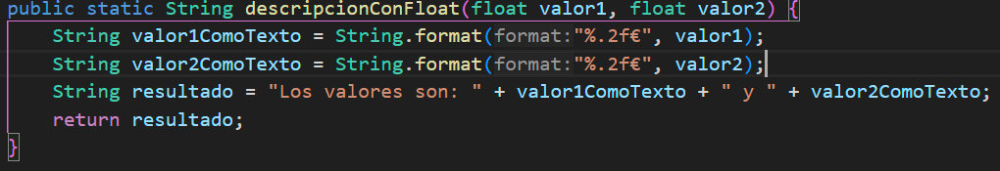 public static String descripcionConFloat(float valor1, float valor2) {
String valor1ComoTexto = String.format(format:"%.2f€", valor1);
String valor2ComoTexto = String.format(format:"%.2f€", valor2);
String resultado = "Los valores son: " + valor1ComoTexto + " y " + valor2ComoTexto;
return resultado;
}